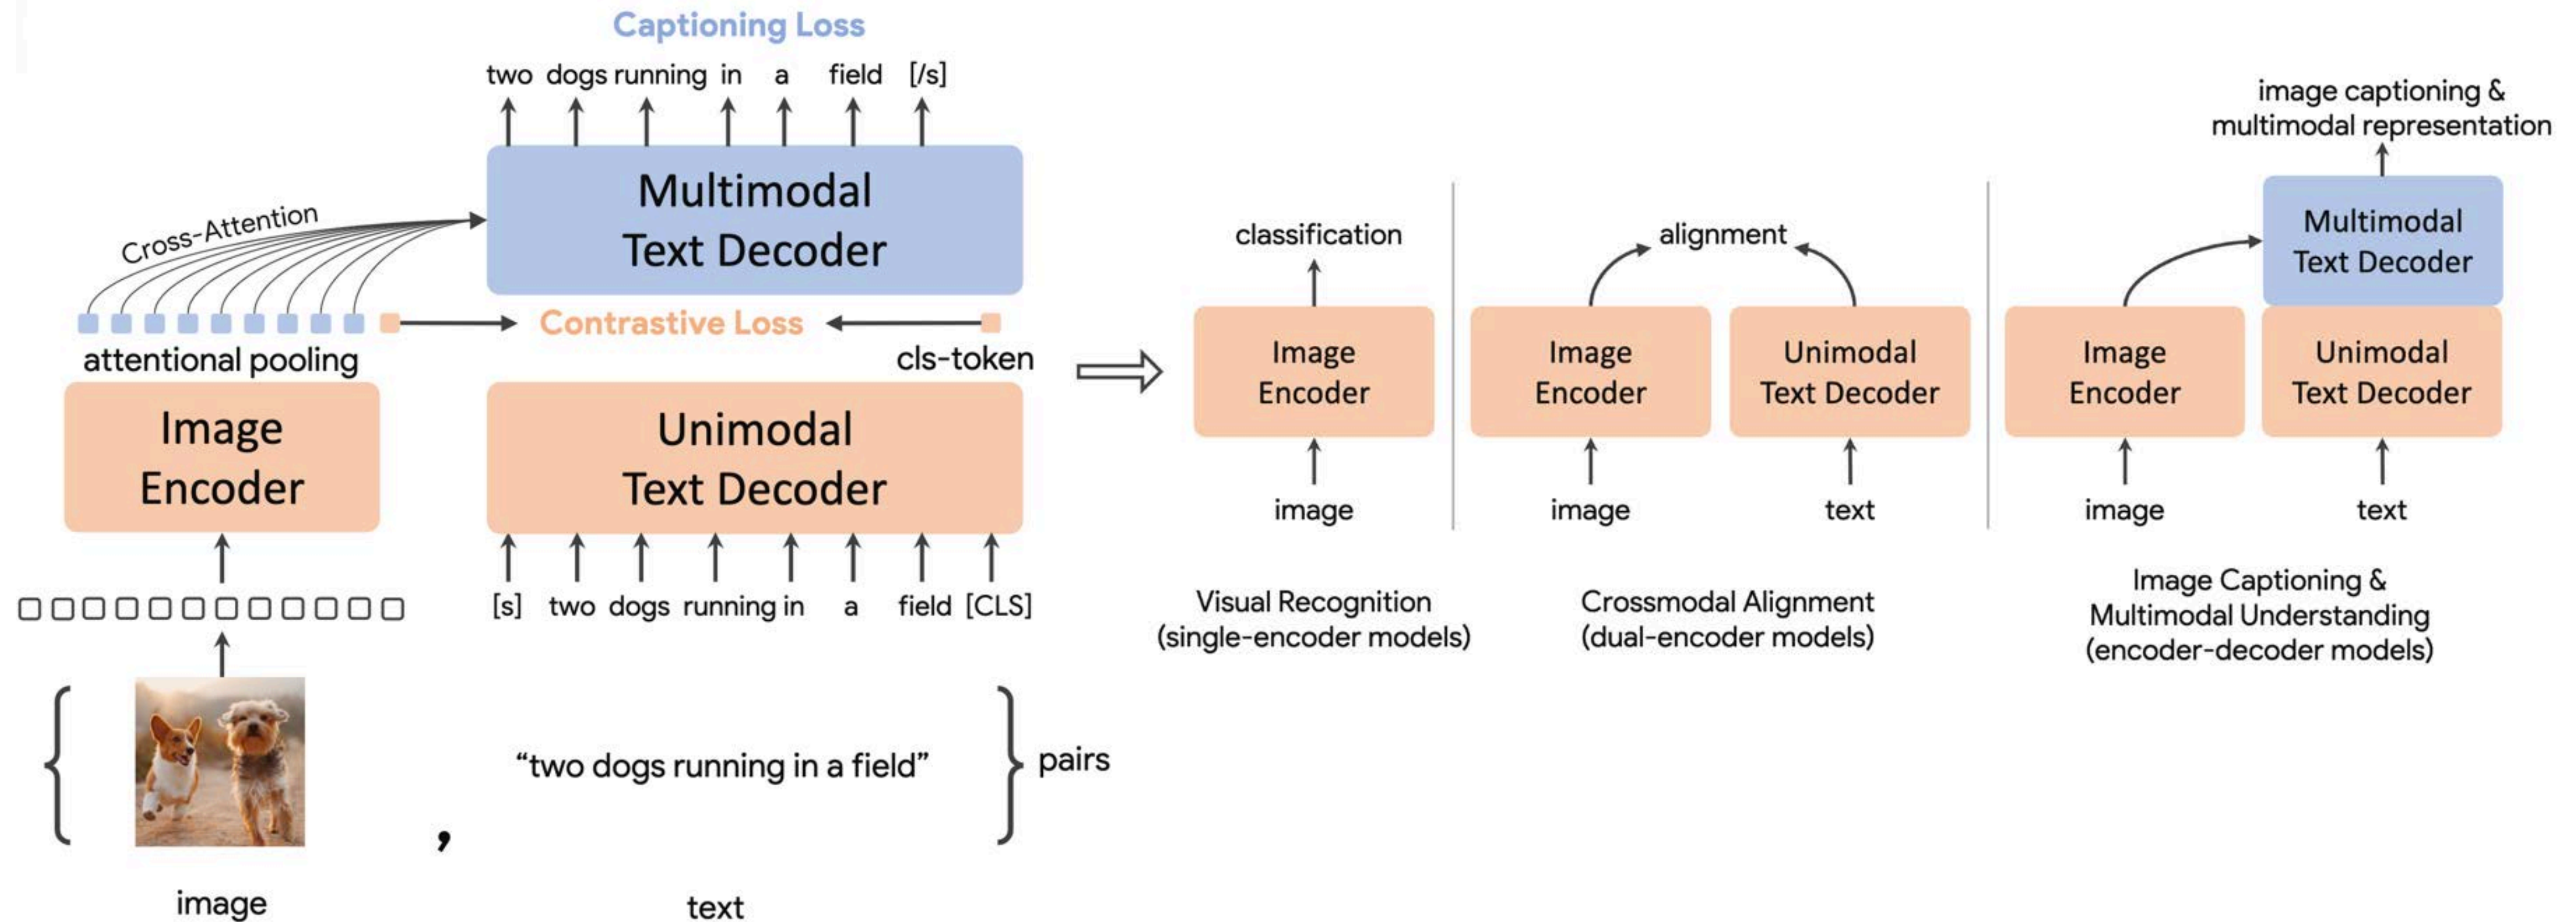 Captioning Loss
two dogs running in a field [/s]
Multimodal
Text Decoder
Cross-Attention
Contrastive Loss
attentional pooling
cls-token
Image
Encoder
Unimodal
Text Decoder
[s] two dogs running in a field [CLS]
“two dogs running in a field”
pairs
,
image
text
classification
Image
Encoder
image
Visual Recognition
(single-encoder models)
alignment
Image
Encoder
Unimodal
Text Decoder
image
text
Crossmodal Alignment
(dual-encoder models)
image captioning &
multimodal representation
Multimodal
Text Decoder
Image
Encoder
Unimodal
Text Decoder
image
text
Image Captioning &
Multimodal Understanding
(encoder-decoder models)